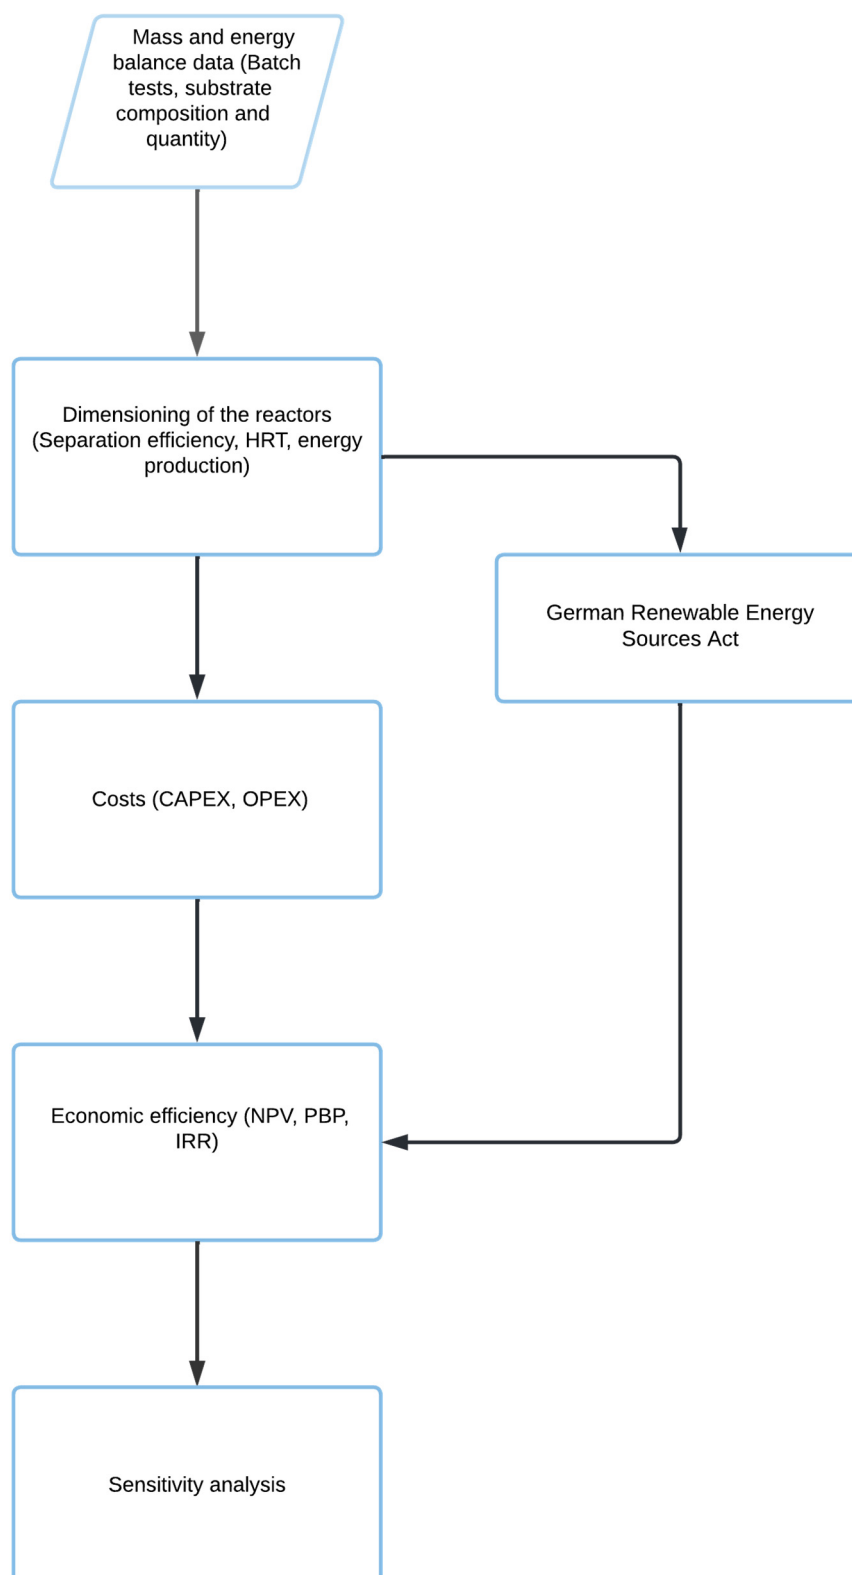 Mass and energy
balance data (Batch
tests, substrate
composition and
quantity)
Dimensioning of the reactors
(Separation efficiency, HRT, energy
production)
German Renewable Energy
Sources Act
Costs (CAPEX, OPEX)
Economic efficiency (NPV, PBP,
IRR)
Sensitivity analysis